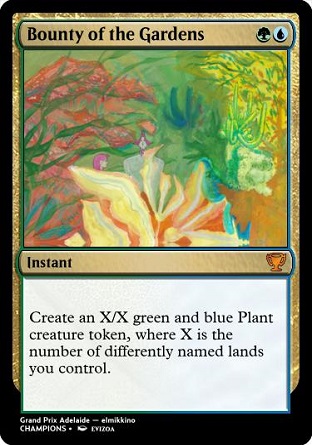 Bounty of the Gardens
Instant
Create an X/X green and blue Plant
creature token, where X is the
number of differently named lands
you control.
Grand Prix Adelaide — elmikkino
CHAMPIONS • EVIZOA